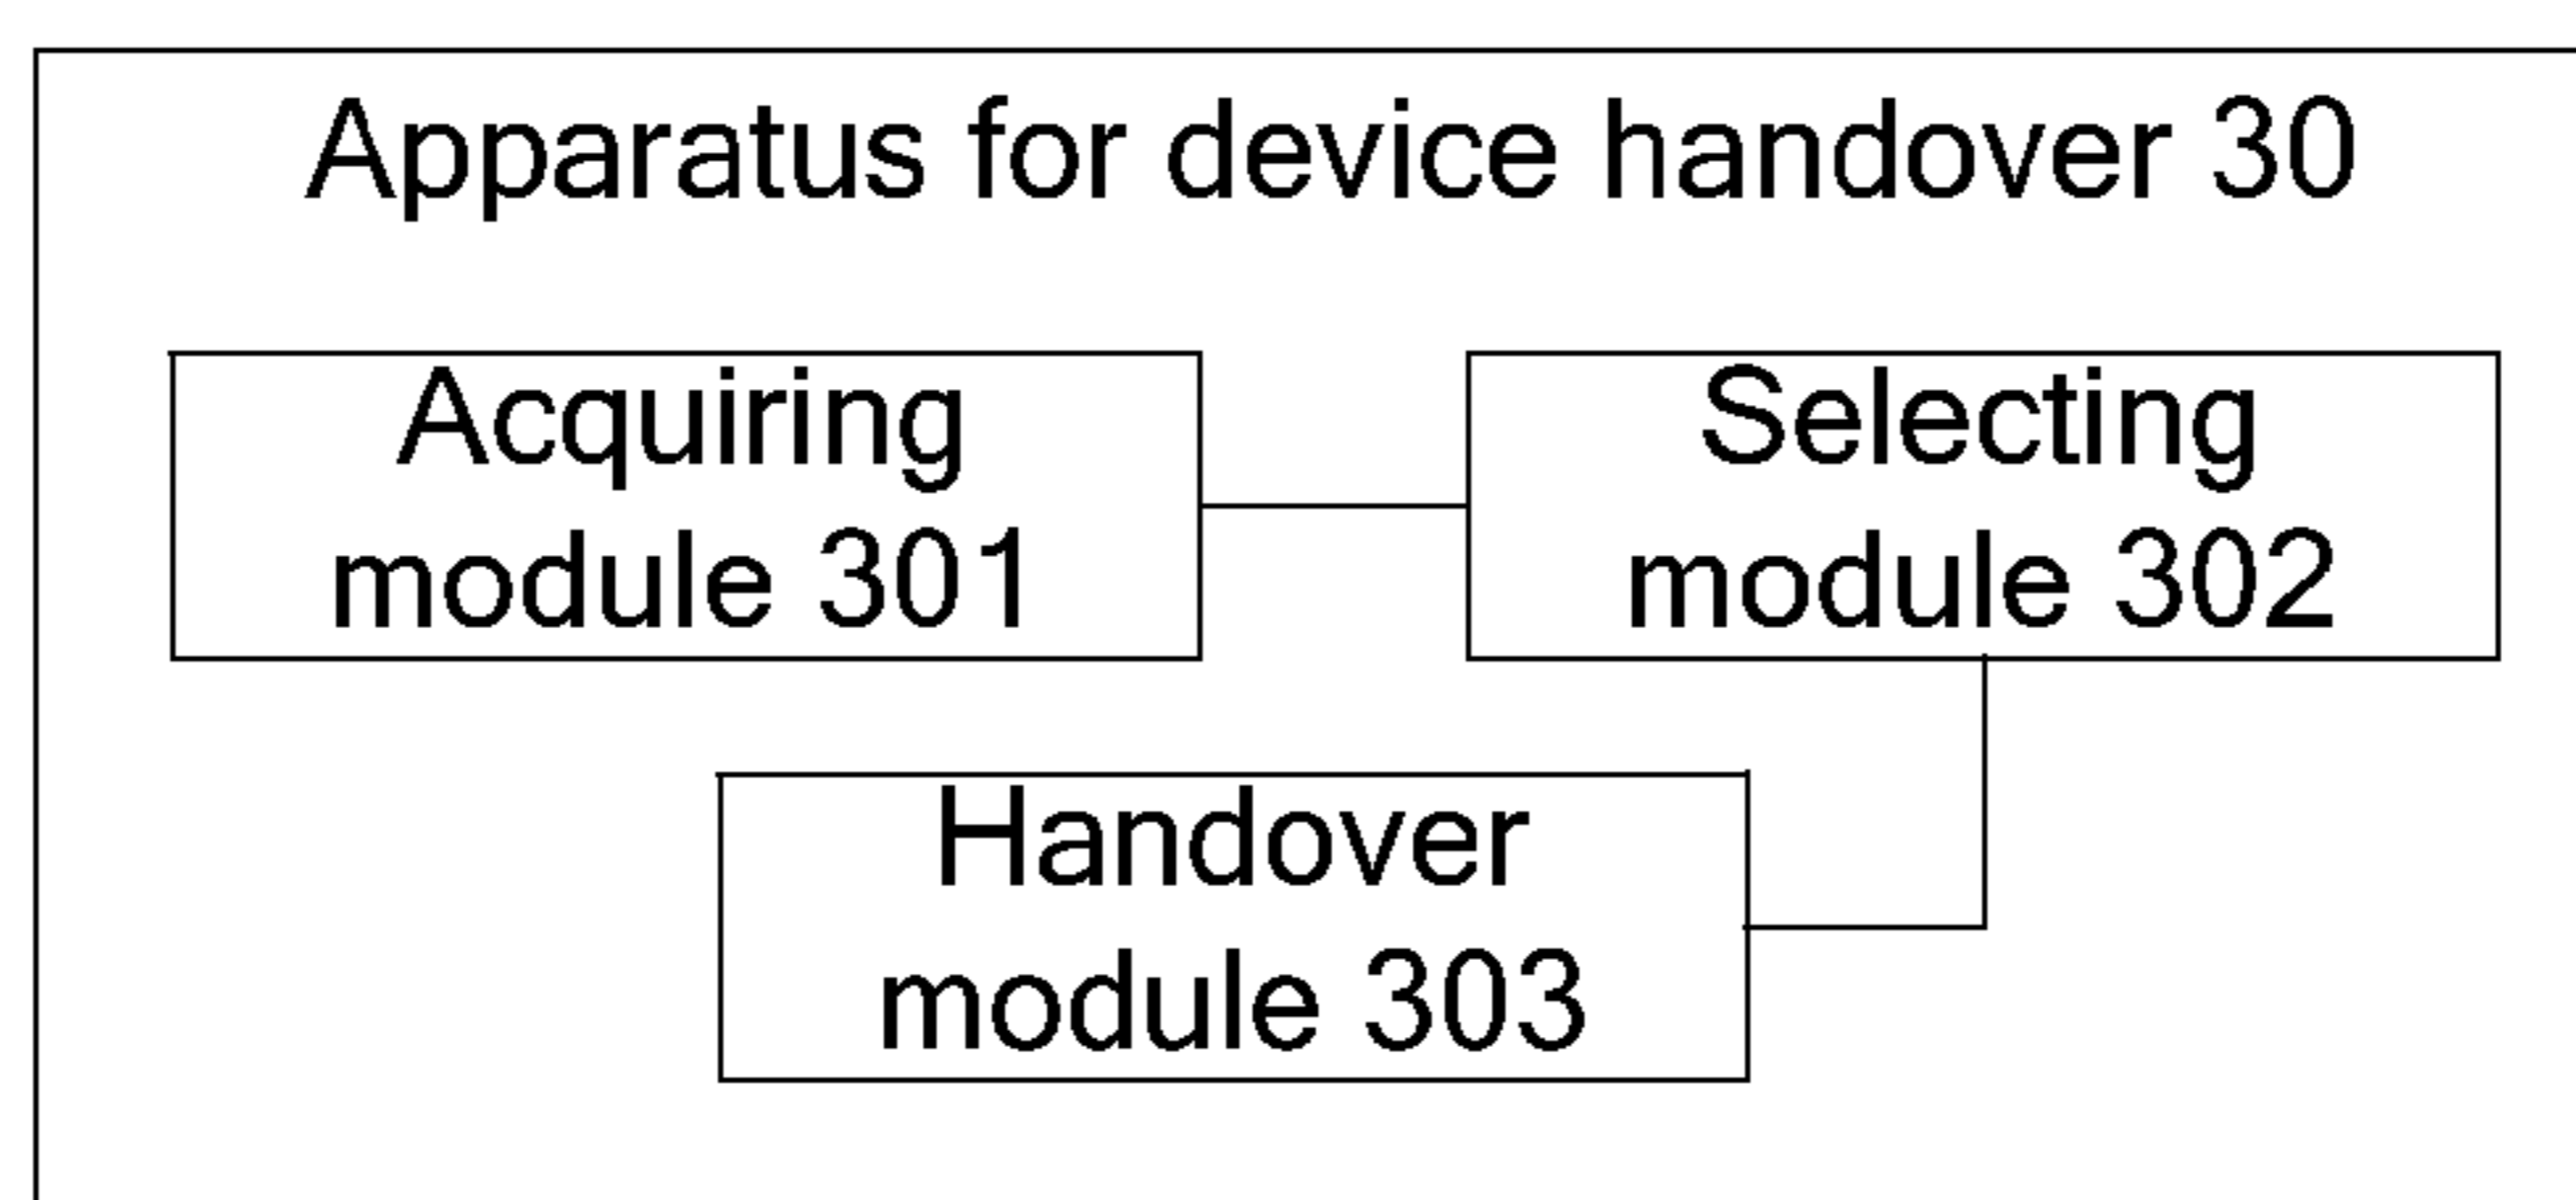 Apparatus for device handover 30
Acquiring
module 301
Selecting
module 302
Handover
module 303